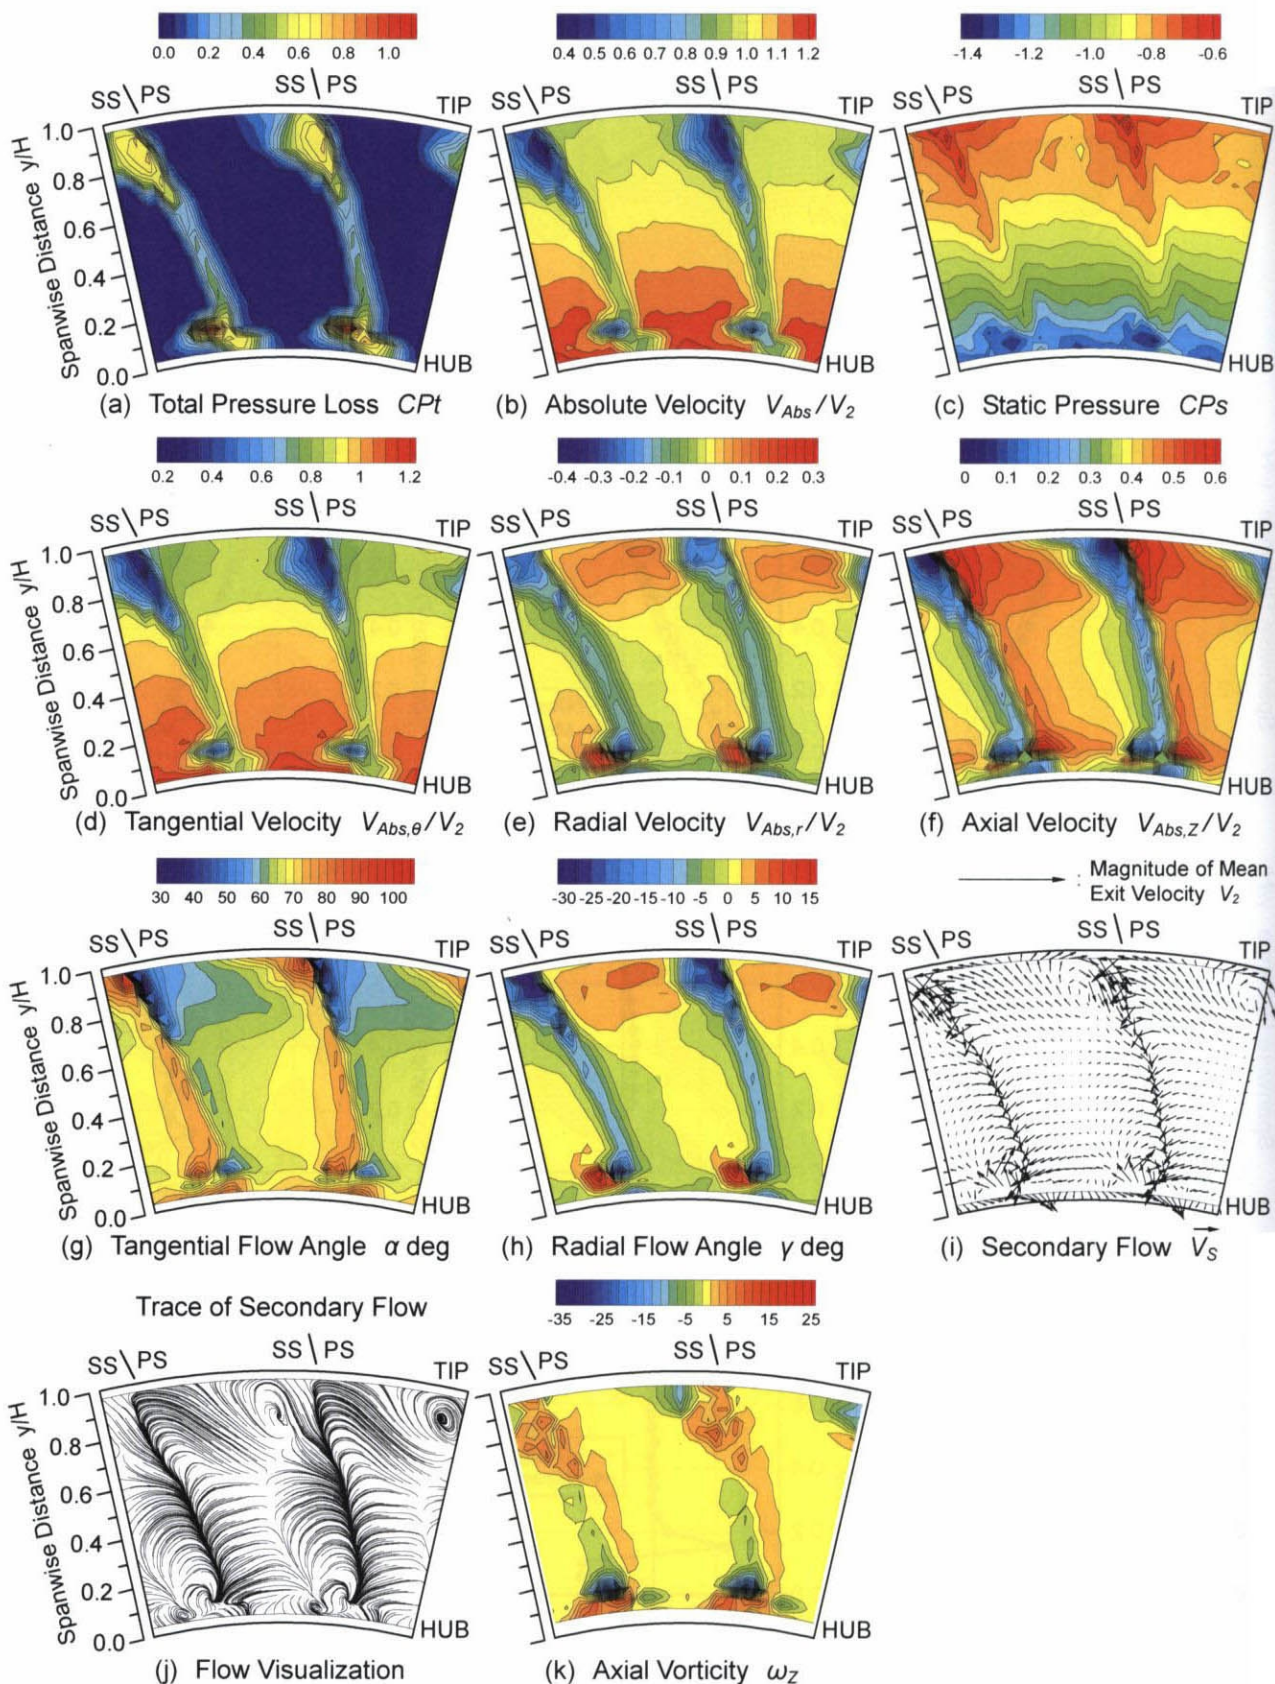 0.0 0.2 0.4 0.6 0.8 1.0
0.4 0.5 0.6 0.7 0.8 0.9 1.0 1.1 1.2
-1.4 -1.2 -1.0 -0.8 -0.6
SS PS SS PS TIP
SS PS SS PS TIP
SS PS SS PS TIP
Spanwise Distance y/H
1.0
0.8
0.6
0.4
0.2
0.0
HUB
HUB
HUB
(a) Total Pressure Loss CPt
(b) Absolute Velocity V_Abs/V_2
(c) Static Pressure CPs
0.2 0.4 0.6 0.8 1 1.2
-0.4 -0.3 -0.2 -0.1 0 0.1 0.2 0.3
0 0.1 0.2 0.3 0.4 0.5 0.6
SS PS SS PS TIP
SS PS SS PS TIP
SS PS SS PS TIP
Spanwise Distance y/H
1.0
0.8
0.6
0.4
0.2
0.0
HUB
HUB
HUB
(d) Tangential Velocity V_Abs,θ/V_2
(e) Radial Velocity V_Abs,r/V_2
(f) Axial Velocity V_Abs,Z/V_2
30 40 50 60 70 80 90 100
-30 -25 -20 -15 -10 -5 0 5 10 15
: Magnitude of Mean
Exit Velocity V_2
SS PS SS PS TIP
SS PS SS PS TIP
SS PS SS PS TIP
Spanwise Distance y/H
1.0
0.8
0.6
0.4
0.2
0.0
HUB
HUB
HUB
(g) Tangential Flow Angle α deg
(h) Radial Flow Angle γ deg
(i) Secondary Flow V_S
Trace of Secondary Flow
-35 -25 -15 -5 5 15 25
SS PS SS PS TIP
SS PS SS PS TIP
Spanwise Distance y/H
1.0
0.8
0.6
0.4
0.2
0.0
HUB
HUB
(j) Flow Visualization
(k) Axial Vorticity ω_Z